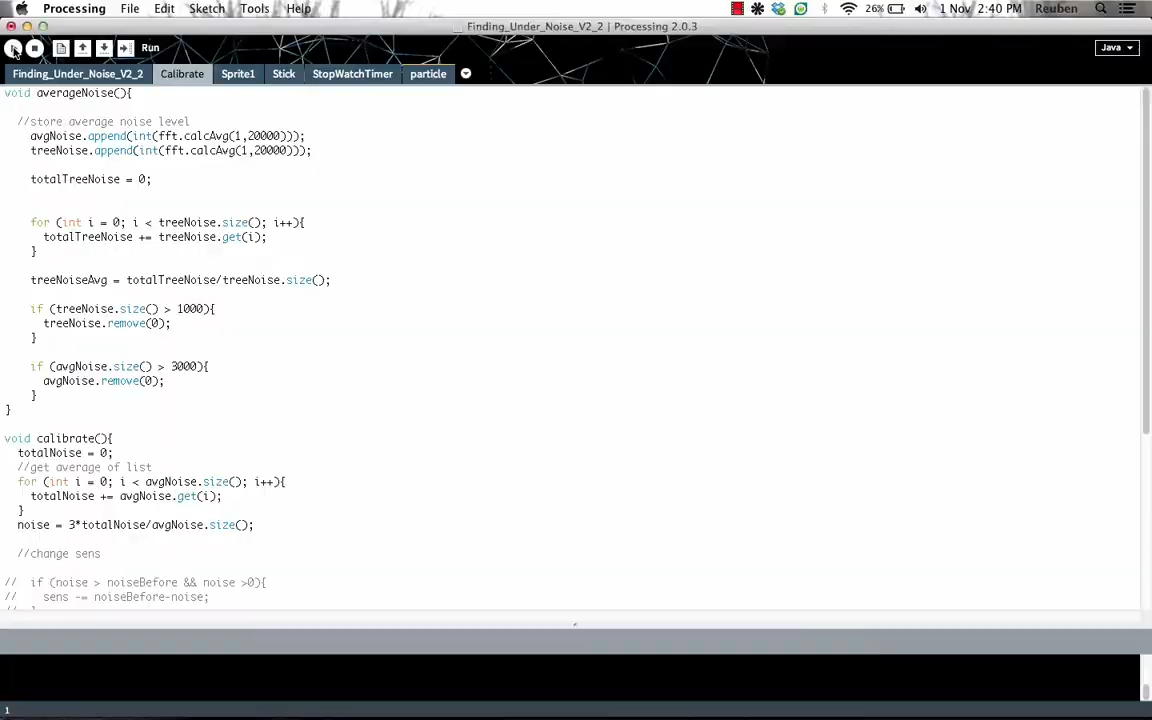 Processing File Edit Sketch Tools Help 26% 1 Nov 2:40 PM Reuben
Finding_Under_Noise_V2_2 | Processing 2.0.3
Run
Java
Finding_Under_Noise_V2_2 Calibrate Sprite1 Stick StopWatchTimer particle
void averageNoise(){
//store average noise level
avgNoise.append(int(fft.calcAvg(1,20000)));
treeNoise.append(int(fft.calcAvg(1,20000)));
totalTreeNoise = 0;
for (int i = 0; i < treeNoise.size(); i++){
totalTreeNoise += treeNoise.get(i);
}
treeNoiseAvg = totalTreeNoise/treeNoise.size();
if (treeNoise.size() > 1000){
treeNoise.remove(0);
}
if (avgNoise.size() > 3000){
avgNoise.remove(0);
}
}
void calibrate(){
totalNoise = 0;
//get average of list
for (int i = 0; i < avgNoise.size(); i++){
totalNoise += avgNoise.get(i);
}
noise = 3*totalNoise/avgNoise.size();
//change sens
// if (noise > noiseBefore && noise >0){
// sens -= noiseBefore-noise;
// }
1